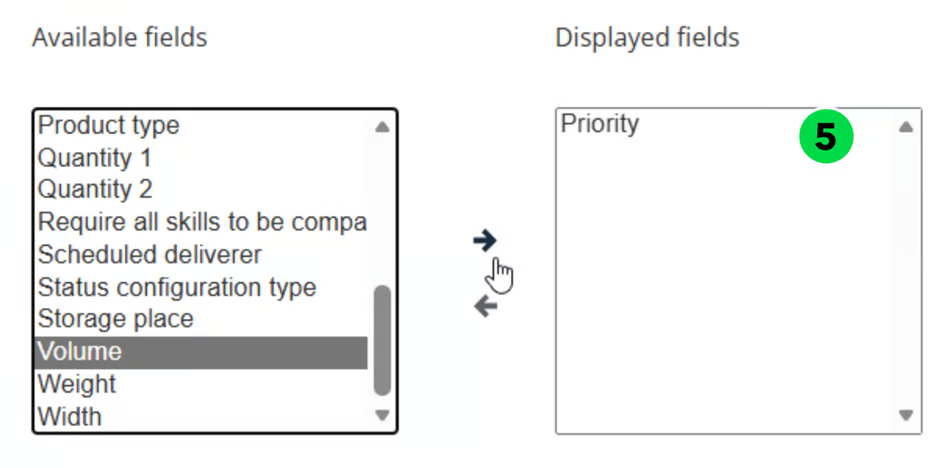 Available fields
Displayed fields
Product type
Quantity 1
Quantity 2
Require all skills to be compa
Scheduled deliverer
Status configuration type
Storage place
Volume
Weight
Width
Priority
5